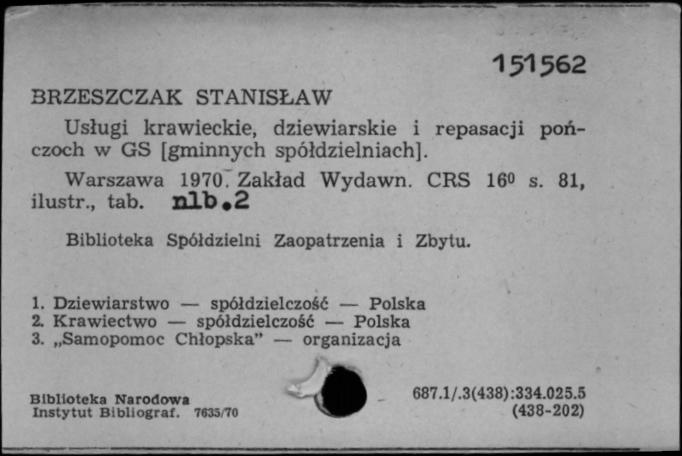 151562
BRZESZCZAK STANISŁAW
Usługi krawieckie, dziewiarskie i repasacji poń-
czoch w GS [gminnych spółdzielniach].
Warszawa 1970. Zakład Wydawn. CRS 16⁰ s. 81,
ilustr., tab. nlb.2
Biblioteka Spółdzielni Zaopatrzenia i Zbytu.
1. Dziewiarstwo — spółdzielczość — Polska
2. Krawiectwo — spółdzielczość — Polska
3. „Samopomoc Chłopska” — organizacja
Biblioteka Narodowa
Instytut Bibliograf. 7635/70
687.1/.3(438):334.025.5
(438-202)